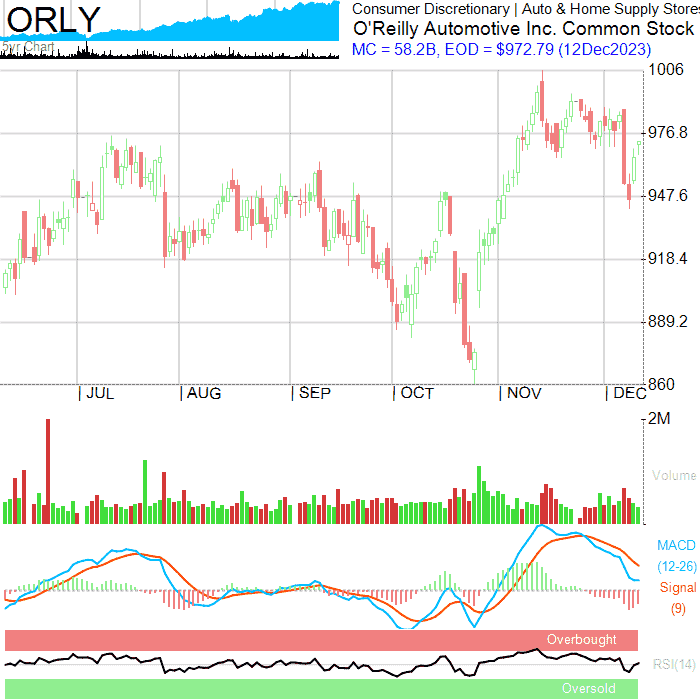 ORLY
5yr Chart
Consumer Discretionary | Auto & Home Supply Stores
O'Reilly Automotive Inc. Common Stock
MC = 58.2B, EOD = $972.79 (12Dec2023)
1006
976.8
947.6
918.4
889.2
860
JUL AUG SEP OCT NOV DEC
2M
Volume
MACD
(12-26)
Signal
(9)
Overbought
RSI(14)
Oversold